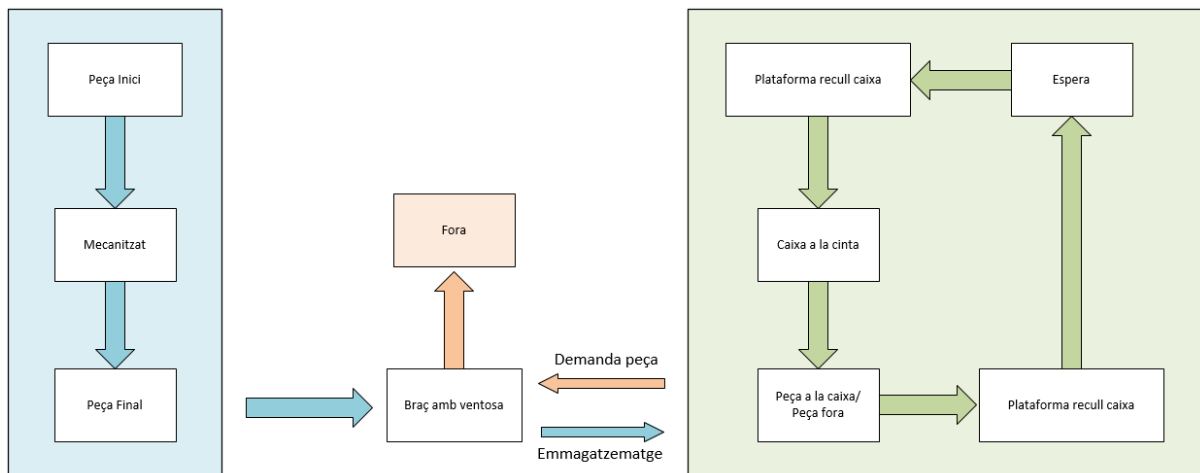 Peça Inici
Mecanitzat
Peça Final
Fora
Braç amb ventosa
Demanda peça
Emmagatzematge
Plataforma recull caixa
Espera
Caixa a la cinta
Peça a la caixa/
Peça fora
Plataforma recull caixa